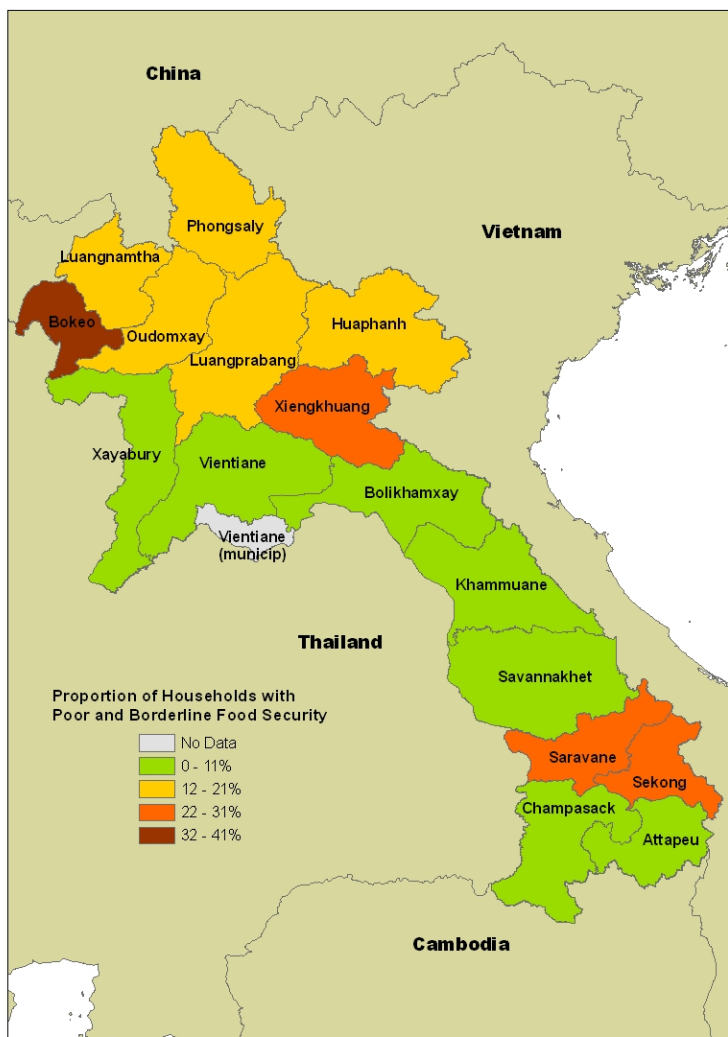 China
Phongsaly
Vietnam
Luangnamtha
Bokeo
Oudomxay
Huaphanh
Luangprabang
Xiengkhuang
Xayabury
Vientiane
Bolikhamxay
Vientiane
(municip)
Khammuane
Thailand
Savannakhet
Proportion of Households with
Poor and Borderline Food Security
No Data
0 - 11%
12 - 21%
22 - 31%
32 - 41%
Saravane
Sekong
Champasack
Attapeu
Cambodia